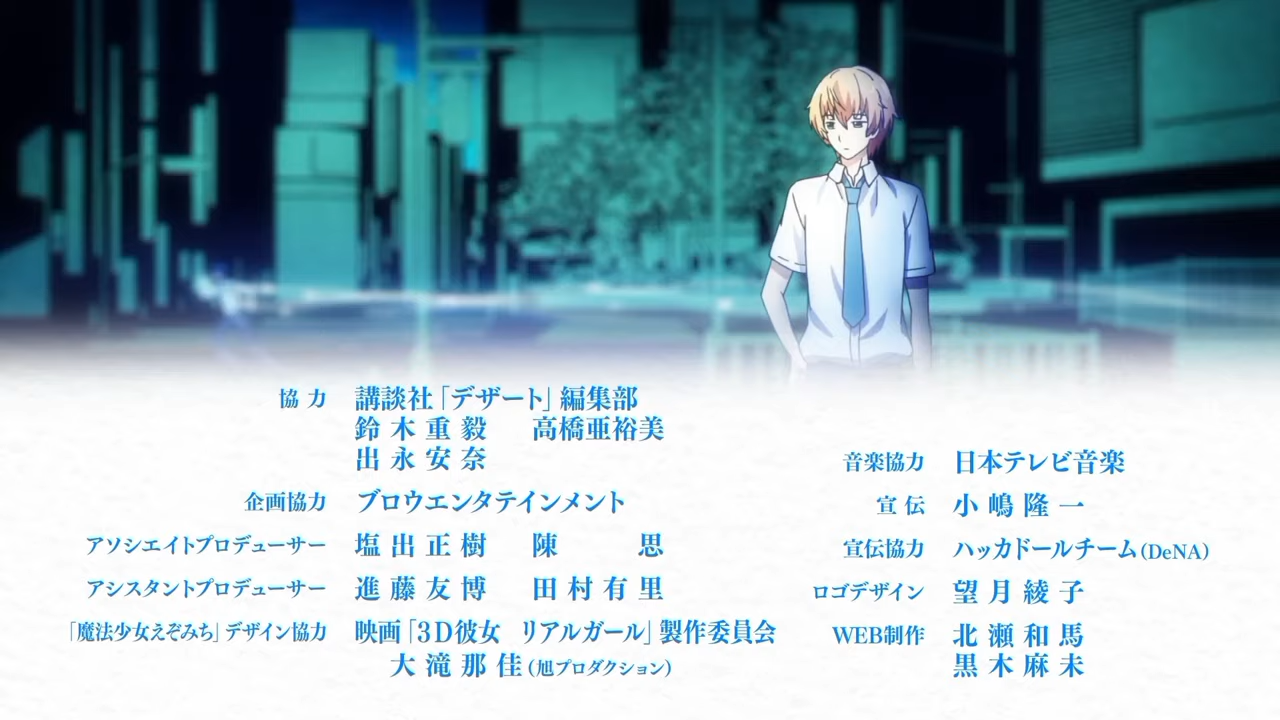 協力 講談社「デザート」編集部
鈴木重毅 高橋亜裕美
出永安奈
企画協力 ブロウエンタテインメント
アソシエイトプロデューサー 塩出正樹 陳思
アシスタントプロデューサー 進藤友博 田村有里
「魔法少女えぞみち」デザイン協力 映画「3D彼女 リアルガール」製作委員会
大滝那佳(旭プロダクション)
音楽協力 日本テレビ音楽
宣伝 小嶋隆一
宣伝協力 ハッカドールチーム(DeNA)
ロゴデザイン 望月綾子
WEB制作 北瀬和馬
黒木麻未